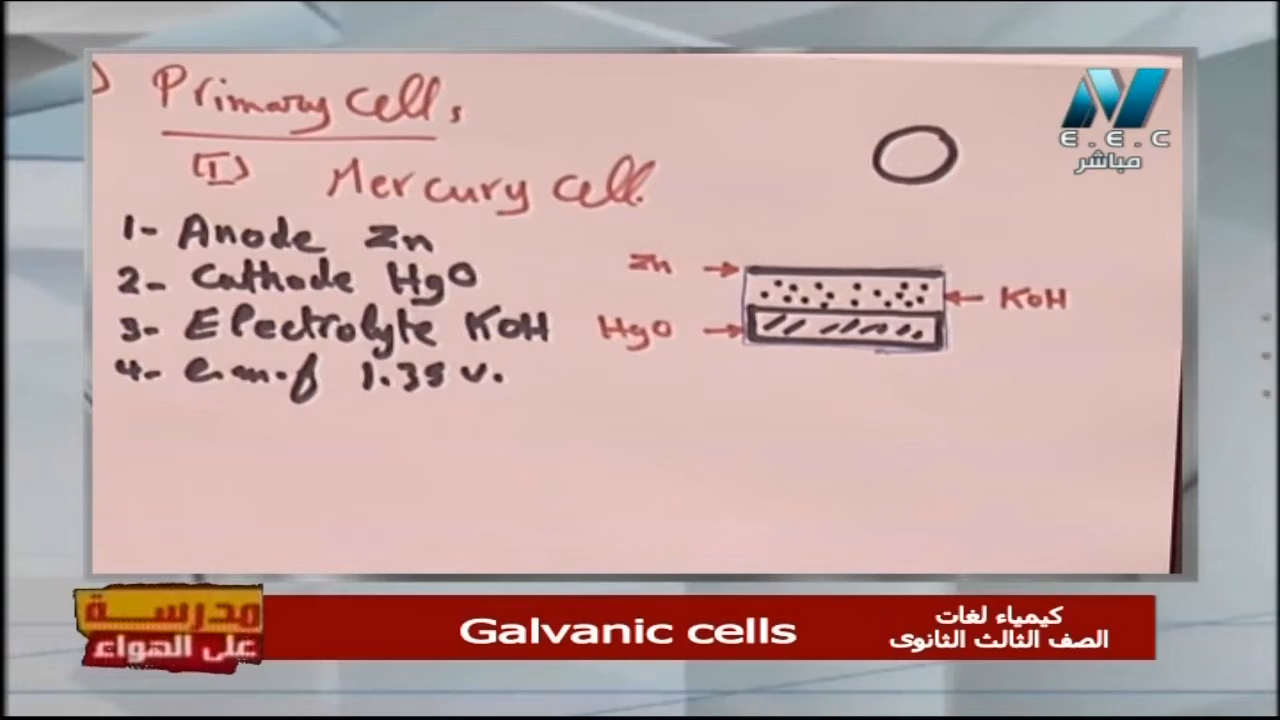 Primary cells
[I] Mercury cell
1- Anode Zn
2- Cathode HgO
3- Electrolyte KOH
4- e.m.f 1.35 v.
Zn
KOH
HgO
E.E.C
مباشر
مدرسة
على الهواء
Galvanic cells
كيمياء لغات
الصف الثالث الثانوى